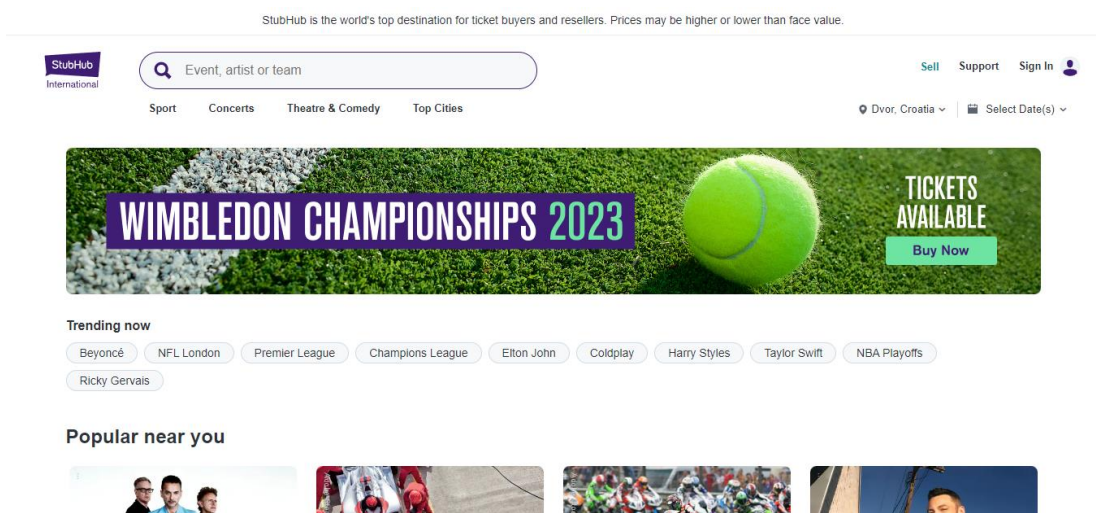 StubHub is the world's top destination for ticket buyers and resellers. Prices may be higher or lower than face value.
StubHub
International
Event, artist or team
Sell Support Sign In
Sport Concerts Theatre & Comedy Top Cities
Dvor, Croatia Select Date(s)
WIMBLEDON CHAMPIONSHIPS 2023
TICKETS
AVAILABLE
Buy Now
Trending now
Beyoncé NFL London Premier League Champions League Elton John Coldplay Harry Styles Taylor Swift NBA Playoffs
Ricky Gervais
Popular near you